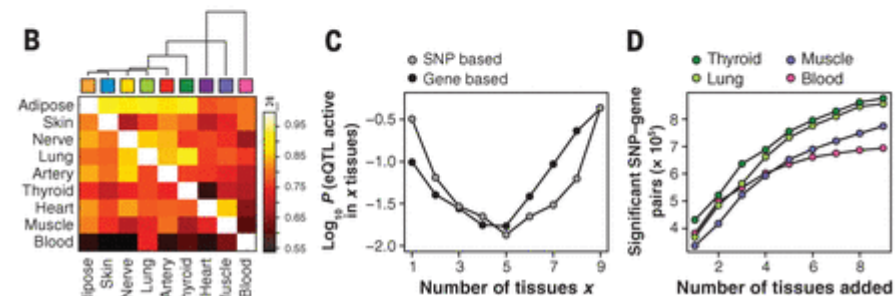 B
Adipose
Skin
Nerve
Lung
Artery
Thyroid
Heart
Muscle
Blood
dipose
Skin
Nerve
Lung
Artery
hyroid
Heart
Muscle
Blood
0.95
0.85
0.75
0.65
0.55
C
SNP based
Gene based
Log10 P (eQTL active
in x tissues)
−0.5
−1.0
−1.5
−2.0
1 3 5 7 9
Number of tissues x
D
Thyroid Muscle
Lung Blood
Significant SNP–gene
pairs (× 10⁵)
8
7
6
5
4
2 4 6 8
Number of tissues added